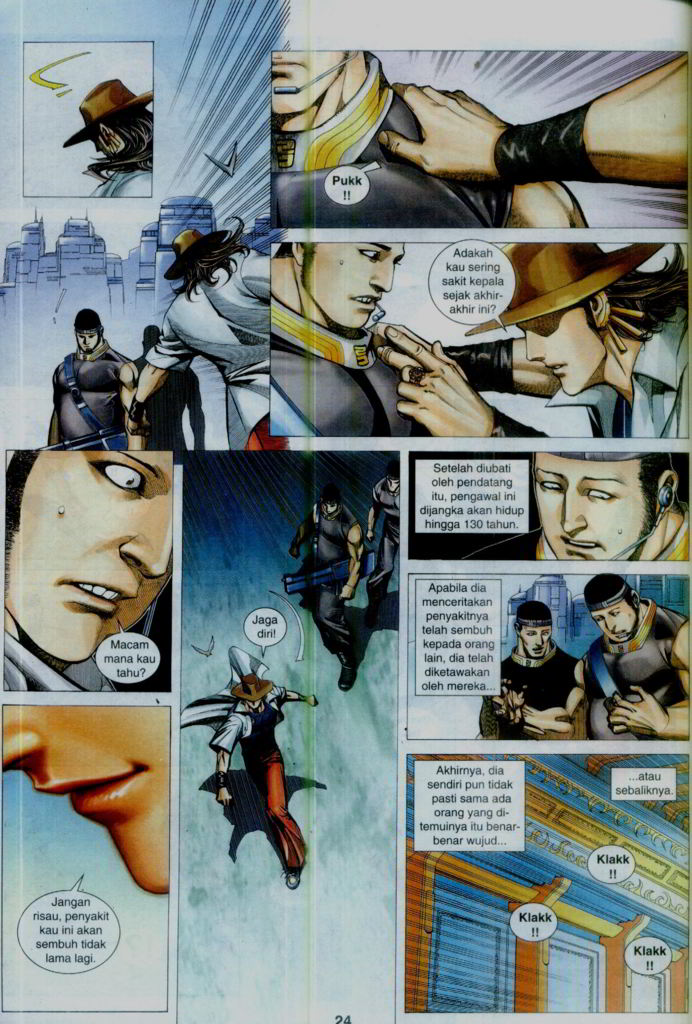 Pukk
!!
Adakah
kau sering
sakit kepala
sejak akhir-
akhir ini?
Macam
mana kau
tahu?
Jangan
risau, penyakit
kau ini akan
sembuh tidak
lama lagi.
Jaga
diri!
Setelah diubati
oleh pendatang
itu, pengawal ini
dijangka akan hidup
hingga 130 tahun.
Apabila dia
menceritakan
penyakitnya
telah sembuh
kepada orang
lain, dia telah
diketawakan
oleh mereka...
Akhirnya, dia
sendiri pun tidak
pasti sama ada
orang yang di-
temuinya itu benar-
benar wujud...
...atau
sebaliknya.
Klakk
!!
Klakk
!!
Klakk
!!
24